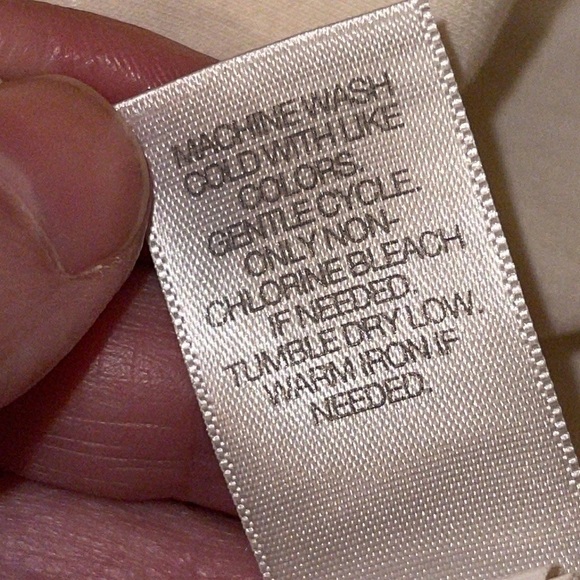 MACHINE WASH
COLD WITH LIKE
COLORS.
GENTLE CYCLE.
ONLY NON-
CHLORINE BLEACH
IF NEEDED.
TUMBLE DRY LOW.
WARM IRON IF
NEEDED.